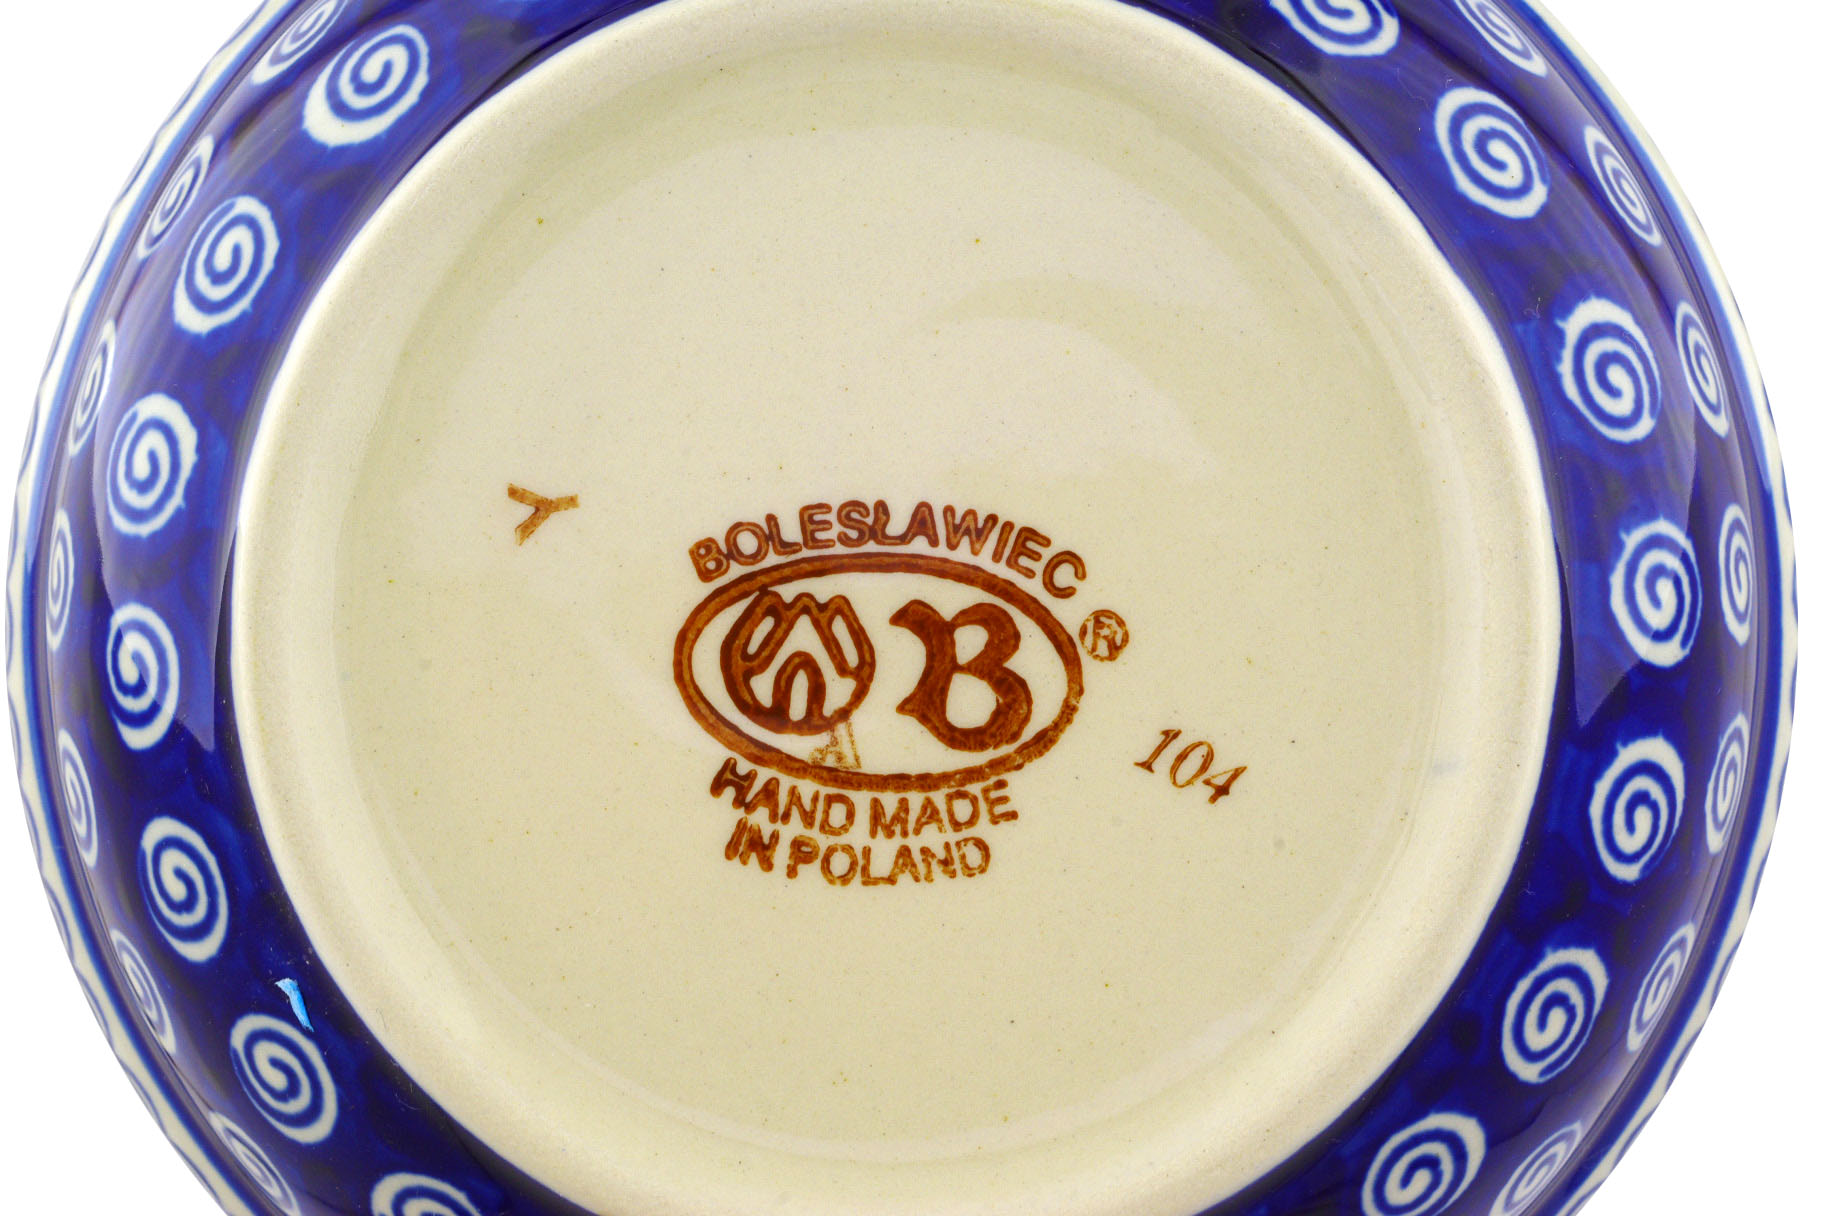 Y
BOLESŁAWIEC
B ®
A
104
HAND MADE
IN POLAND